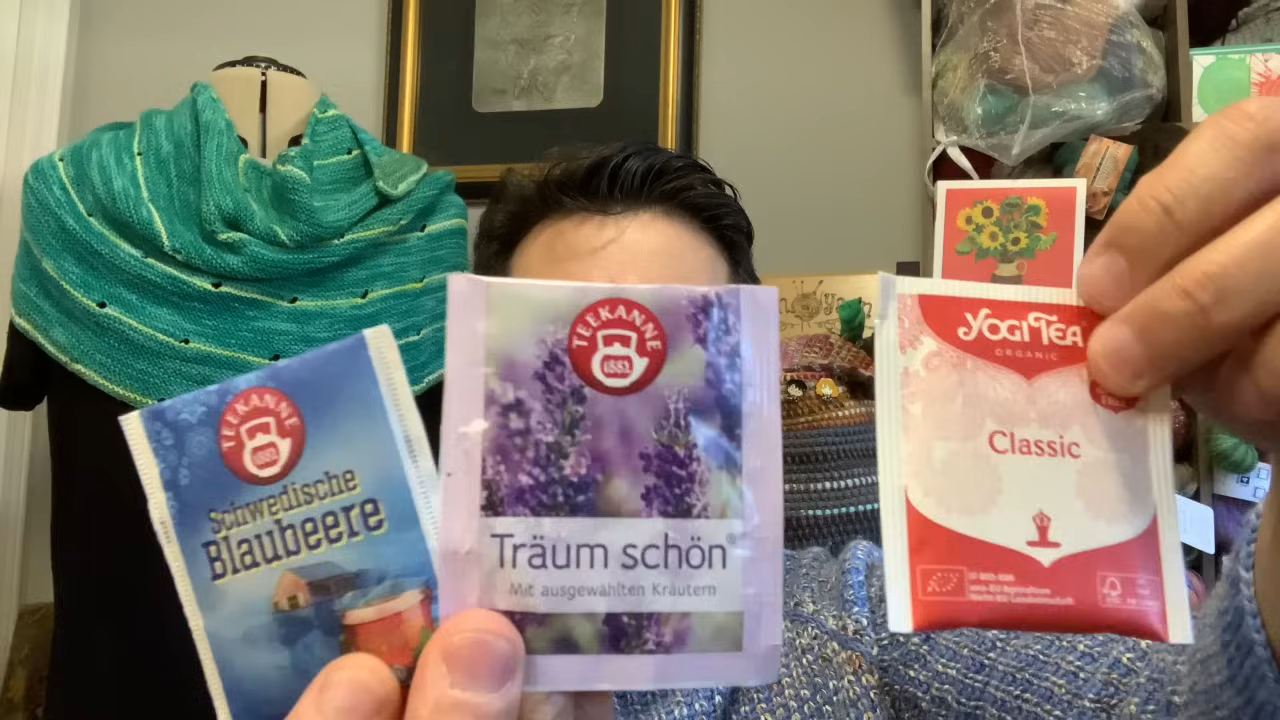 TEEKANNE
1882
Schwedische
Blaubeere
TEEKANNE
1882
Träum schön®
Mit ausgewählten Kräutern
YOGI TEA®
ORGANIC
Classic